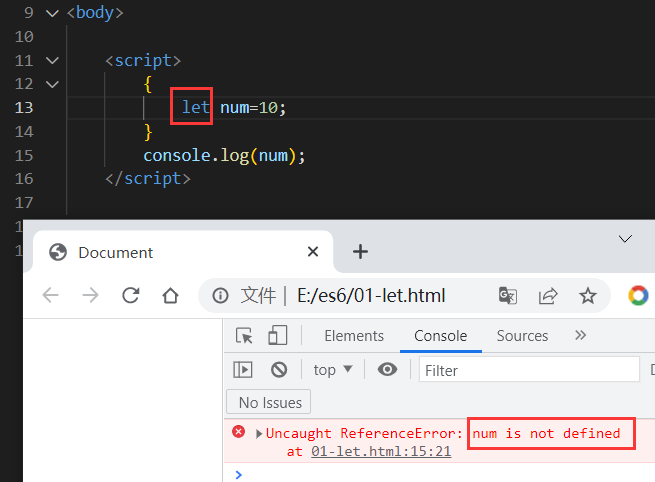 9 <body>
10
11 <script>
12 {
13 let num=10;
14 }
15 console.log(num);
16 </script>
17
1
1
Document
文件 E:/es6/01-let.html
Elements Console Sources »
top Filter
No Issues
Uncaught ReferenceError: num is not defined
at 01-let.html:15:21
>